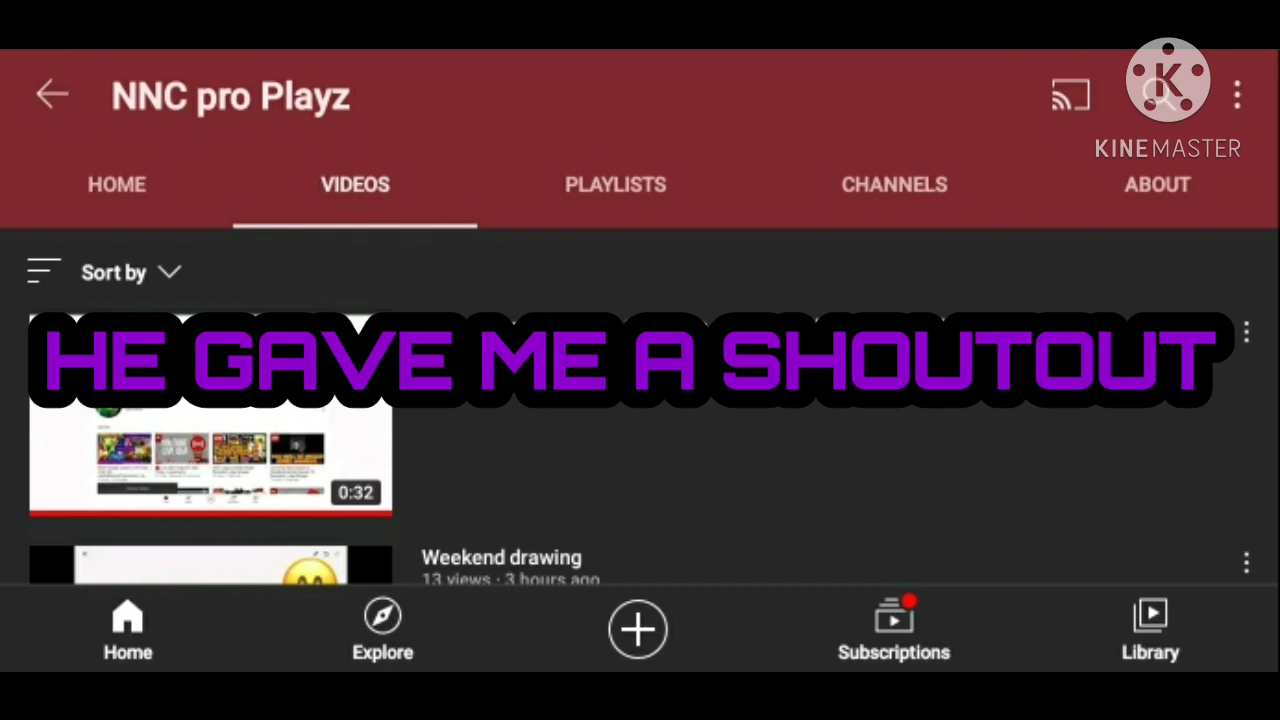 NNC pro Playz
KINEMASTER
HOME VIDEOS PLAYLISTS CHANNELS ABOUT
Sort by
HE GAVE ME A SHOUTOUT
0:32
Weekend drawing
13 views · 3 hours ago
Home Explore Subscriptions Library